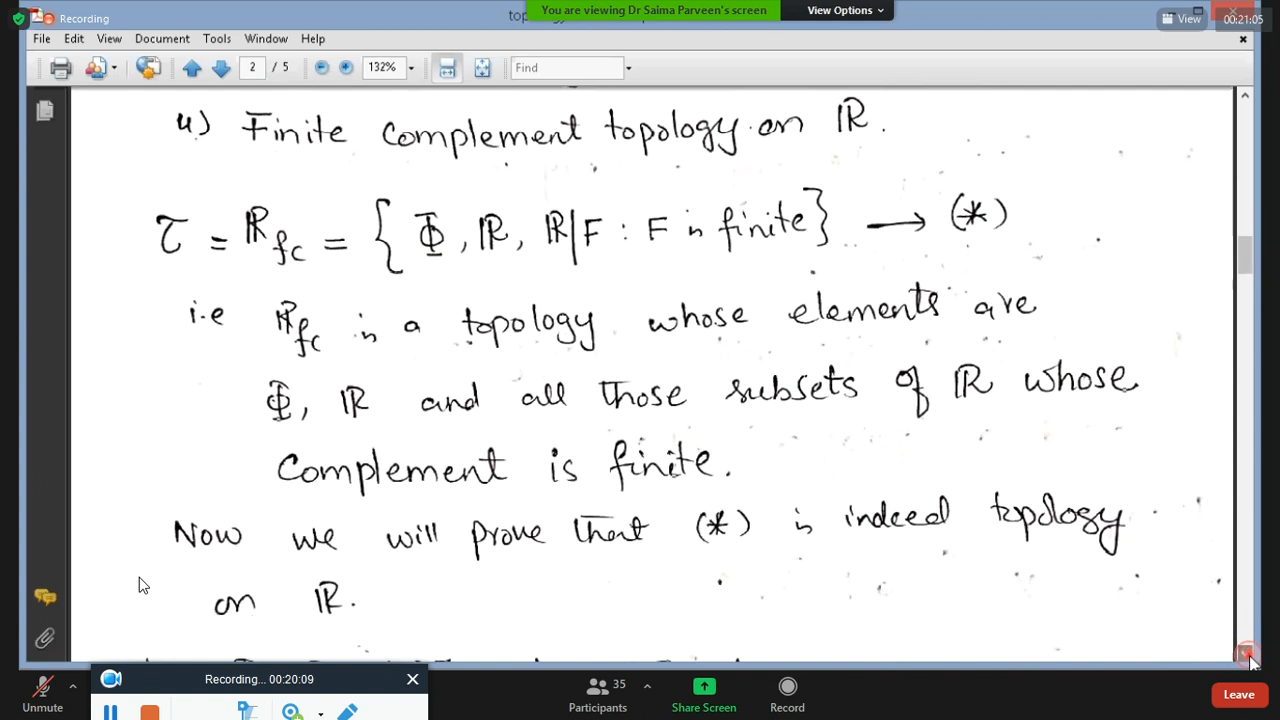 You are viewing Dr Saima Parveen's screen
View Options
Recording
View
00:21:05
File Edit View Document Tools Window Help
2 / 5 132% Find
4) Finite complement topology on ℝ.
τ = ℝfc = { Φ, ℝ, ℝ|F : F is finite } → (*)
i.e ℝfc is a topology whose elements are
Φ, ℝ and all those subsets of ℝ whose
Complement is finite.
Now we will prove that (*) is indeed topology
on ℝ.
Recording... 00:20:09
Unmute
35
Participants
Share Screen
Record
Leave